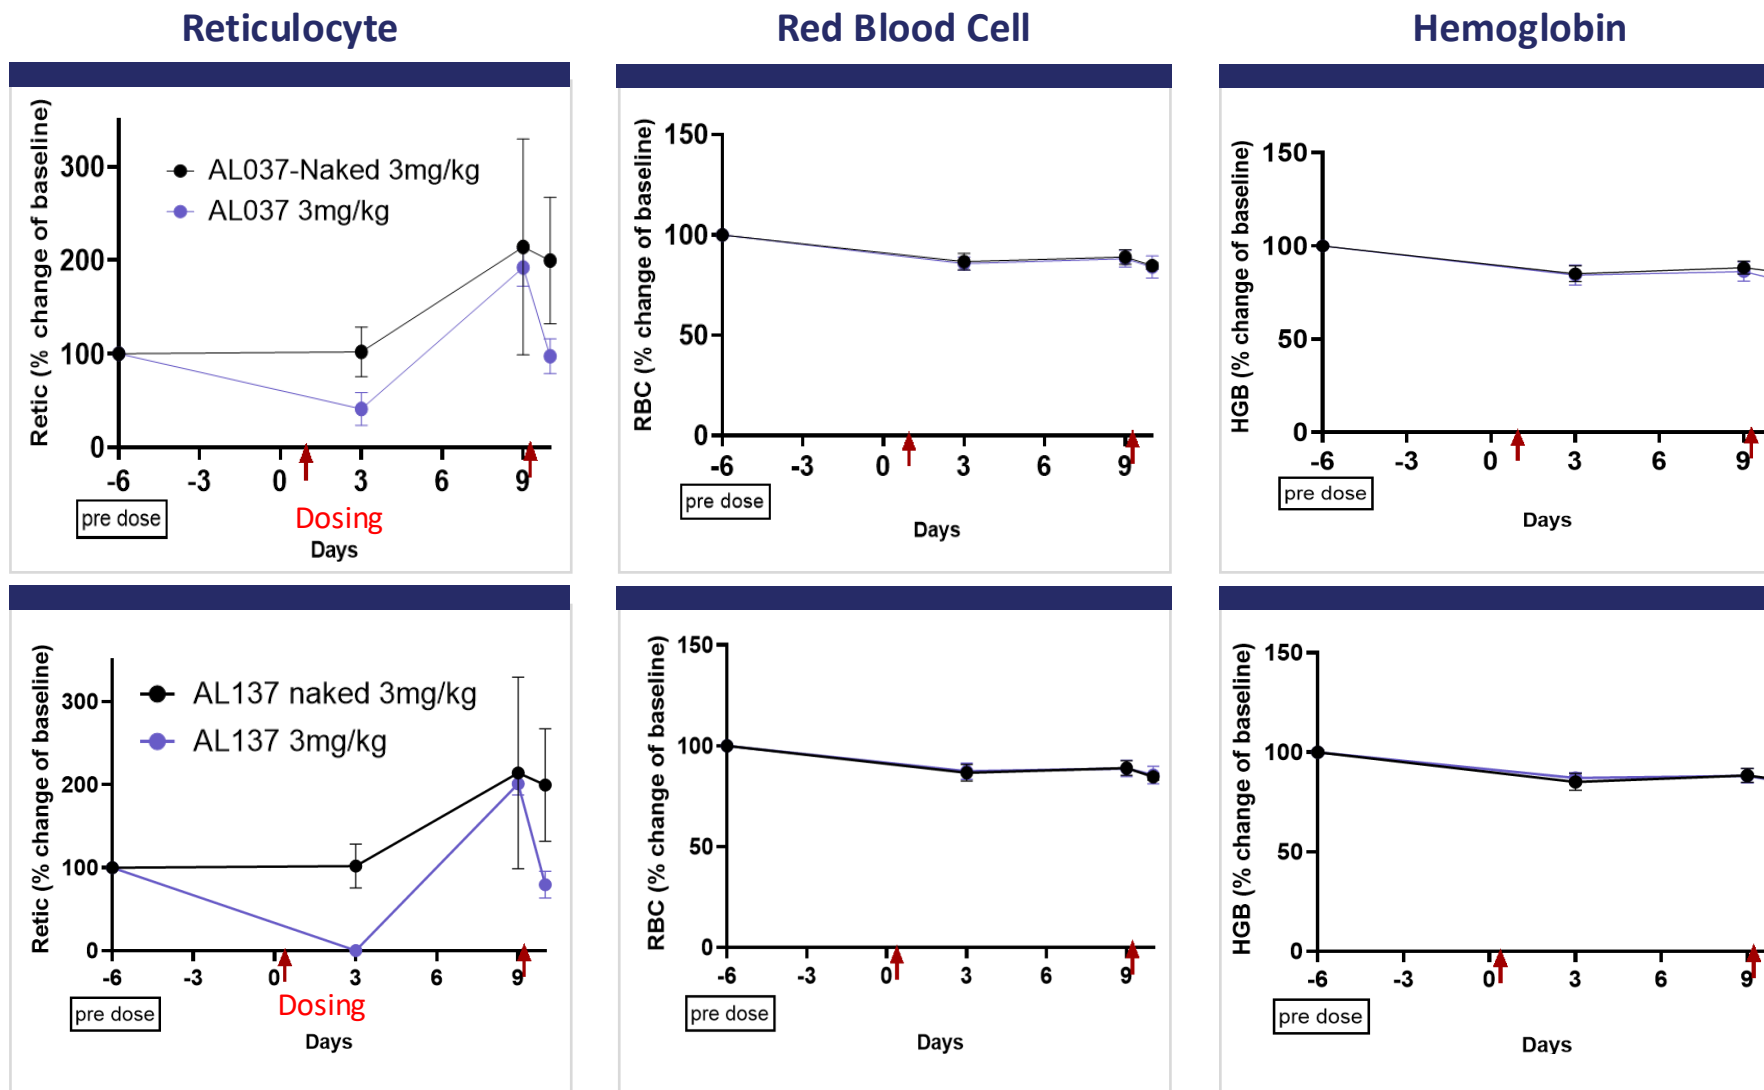 Reticulocyte
Red Blood Cell
Hemoglobin
Retic (% change of baseline)
300
200
100
0
AL037-Naked 3mg/kg
AL037 3mg/kg
-6 -3 0 3 6 9
pre dose
Dosing
Days
RBC (% change of baseline)
150
100
50
0
-6 -3 0 3 6 9
pre dose
Days
HGB (% change of baseline)
150
100
50
0
-6 -3 0 3 6 9
pre dose
Days
Retic (% change of baseline)
300
200
100
0
AL137 naked 3mg/kg
AL137 3mg/kg
-6 -3 0 3 6 9
pre dose
Dosing
Days
RBC (% change of baseline)
150
100
50
0
-6 -3 0 3 6 9
pre dose
Days
HGB (% change of baseline)
150
100
50
0
-6 -3 0 3 6 9
pre dose
Days